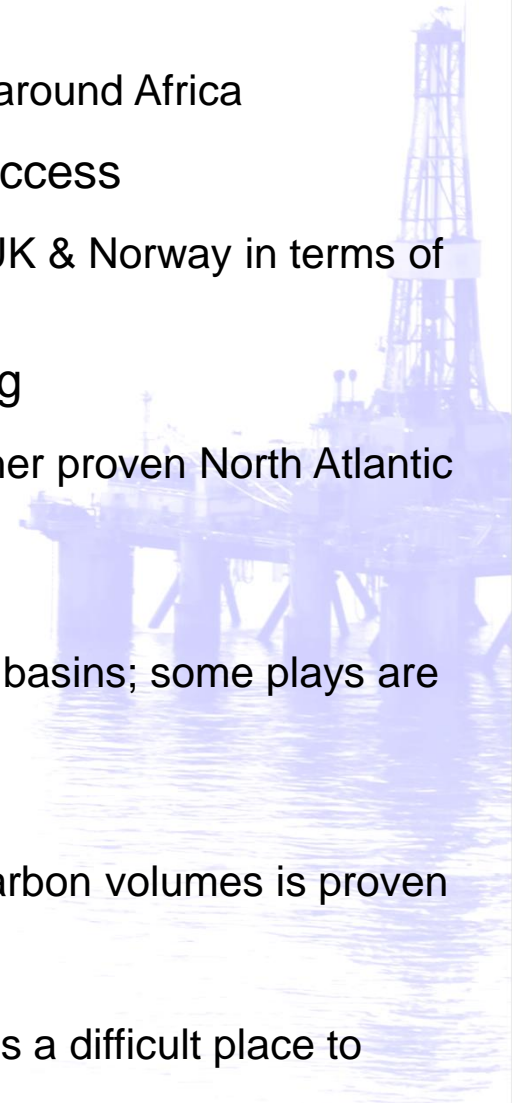 around Africa
ccess
UK & Norway in terms of
g
her proven North Atlantic
basins; some plays are
arbon volumes is proven
s a difficult place to